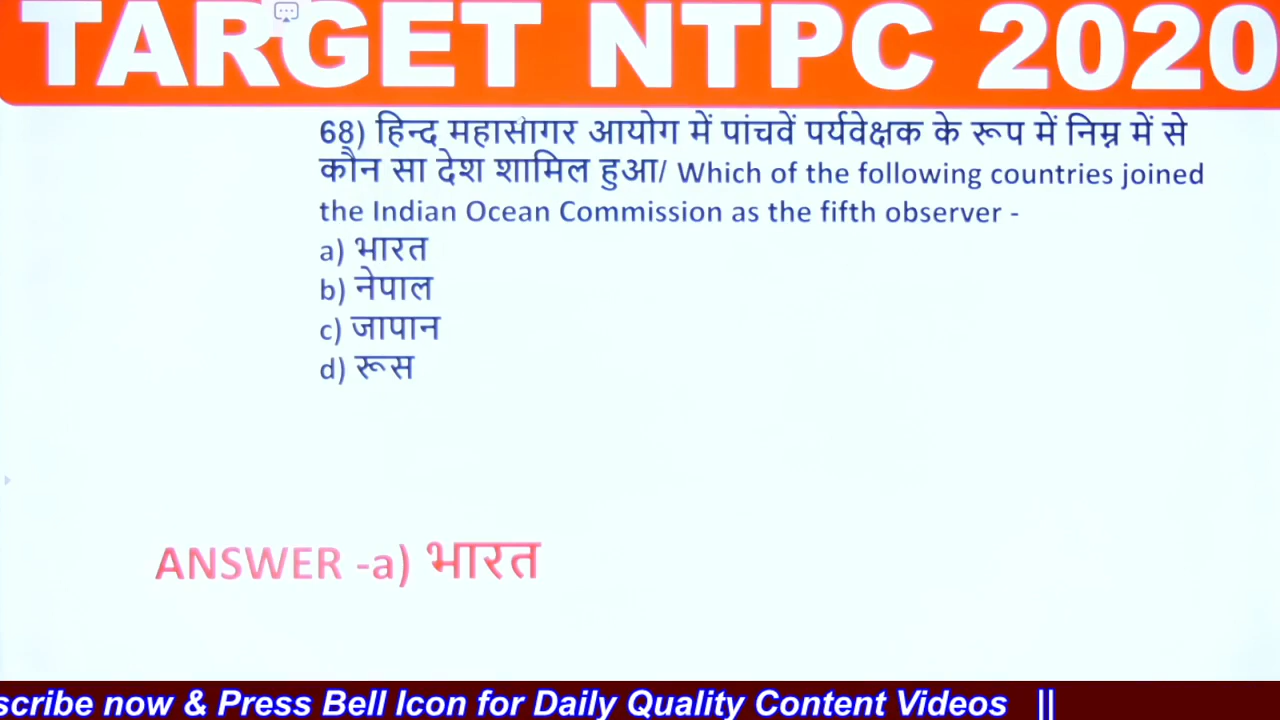 TARGET NTPC 2020
68) हिन्द महासागर आयोग में पांचवें पर्यवेक्षक के रूप में निम्न में से
कौन सा देश शामिल हुआ/ Which of the following countries joined
the Indian Ocean Commission as the fifth observer -
a) भारत
b) नेपाल
c) जापान
d) रूस
ANSWER -a) भारत
scribe now & Press Bell Icon for Daily Quality Content Videos ||